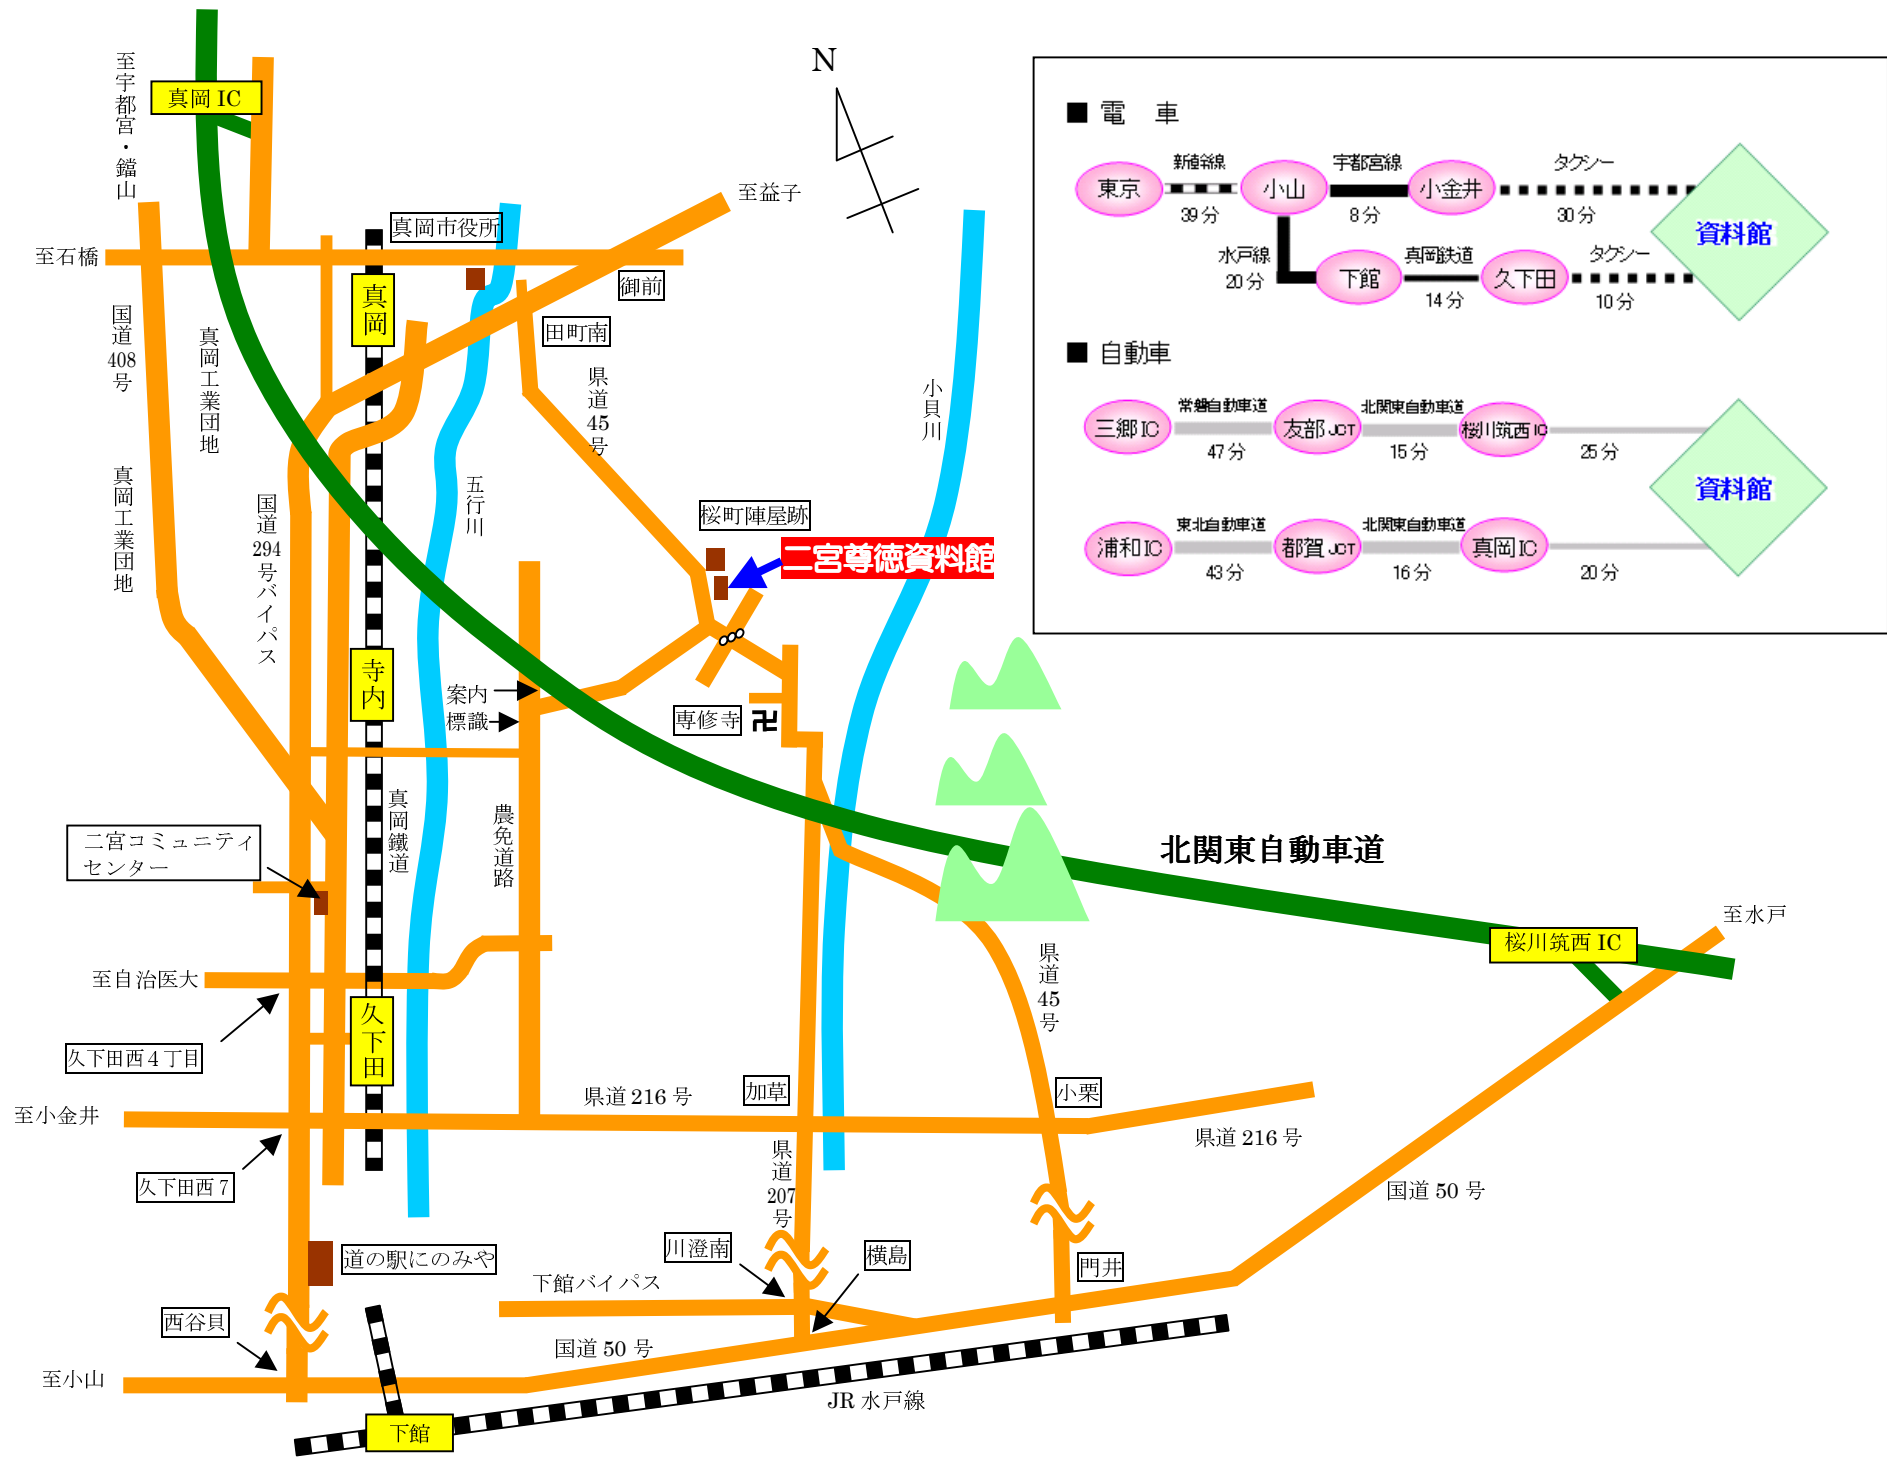 至宇都宮・鐺山
真岡 IC
N
至益子
真岡市役所
至石橋
真岡
御前
田町南
国道408号
真岡工業団地
県道45号
小貝川
真岡工業団地
国道294号バイパス
五行川
桜町陣屋跡
二宮尊徳資料館
寺内
案内
標識
専修寺
卍
二宮コミュニティ
センター
真岡鐵道
農免道路
北関東自動車道
至水戸
桜川筑西 IC
至自治医大
県道45号
久下田
久下田西4丁目
至小金井
県道 216 号
加草
小栗
県道 216 号
久下田西7
県道207号
国道 50 号
道の駅にのみや
川澄南
横島
門井
下館バイパス
西谷貝
国道 50 号
至小山
JR 水戸線
下館
■ 電 車
新幹線
宇都宮線
タクシー
東京
小山
小金井
39分
8分
30分
資料館
水戸線
20分
真岡鉄道
タクシー
下館
久下田
14分
10分
■ 自動車
常磐自動車道
北関東自動車道
三郷IC
友部JCT
桜川筑西IC
47分
15分
25分
資料館
東北自動車道
北関東自動車道
浦和IC
都賀JCT
真岡IC
43分
16分
20分